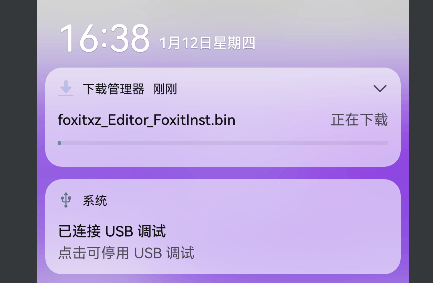 16:38 1月12日星期四
下载管理器 刚刚
foxitxz_Editor_FoxitInst.bin 正在下载
系统
已连接 USB 调试
点击可停用 USB 调试